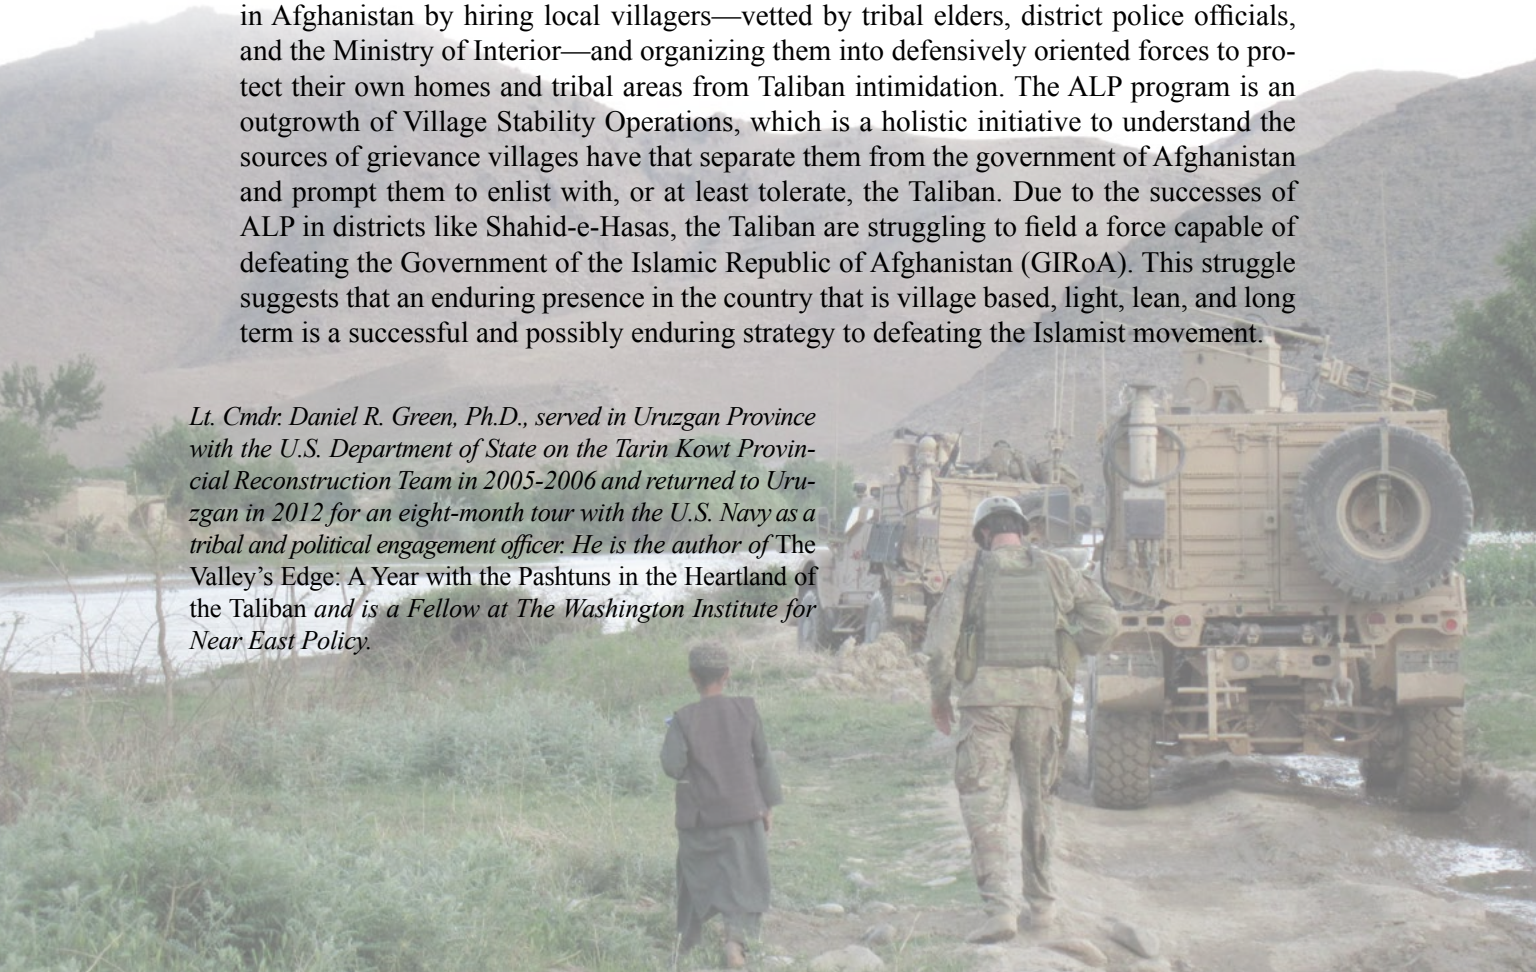 in Afghanistan by hiring local villagers—vetted by tribal elders, district police officials,
and the Ministry of Interior—and organizing them into defensively oriented forces to pro-
tect their own homes and tribal areas from Taliban intimidation. The ALP program is an
outgrowth of Village Stability Operations, which is a holistic initiative to understand the
sources of grievance villages have that separate them from the government of Afghanistan
and prompt them to enlist with, or at least tolerate, the Taliban. Due to the successes of
ALP in districts like Shahid-e-Hasas, the Taliban are struggling to field a force capable of
defeating the Government of the Islamic Republic of Afghanistan (GIRoA). This struggle
suggests that an enduring presence in the country that is village based, light, lean, and long
term is a successful and possibly enduring strategy to defeating the Islamist movement.
Lt. Cmdr. Daniel R. Green, Ph.D., served in Uruzgan Province
with the U.S. Department of State on the Tarin Kowt Provin-
cial Reconstruction Team in 2005-2006 and returned to Uru-
zgan in 2012 for an eight-month tour with the U.S. Navy as a
tribal and political engagement officer. He is the author of The
Valley's Edge: A Year with the Pashtuns in the Heartland of
the Taliban and is a Fellow at The Washington Institute for
Near East Policy.